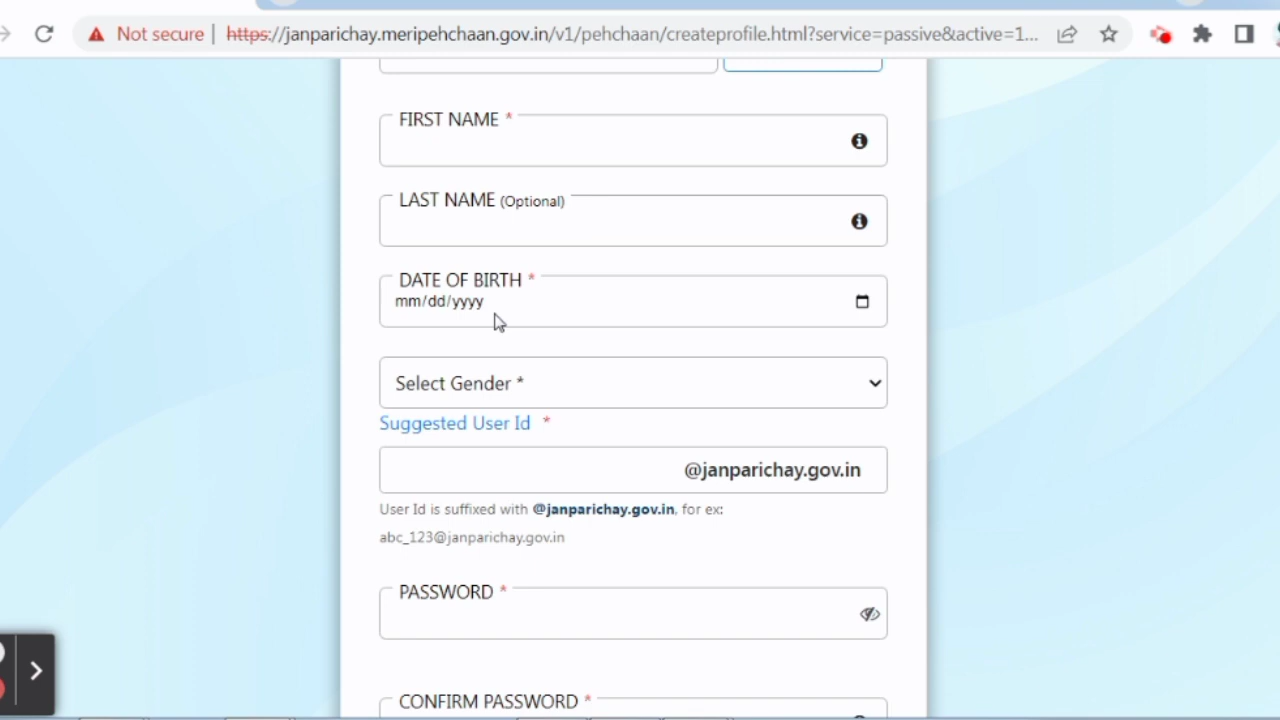 Not secure | https://janparichay.meripehchaan.gov.in/v1/pehchaan/createprofile.html?service=passive&active=1...
FIRST NAME *
LAST NAME (Optional)
DATE OF BIRTH *
mm/dd/yyyy
Select Gender *
Suggested User Id *
@janparichay.gov.in
User Id is suffixed with @janparichay.gov.in, for ex:
abc_123@janparichay.gov.in
PASSWORD *
CONFIRM PASSWORD *